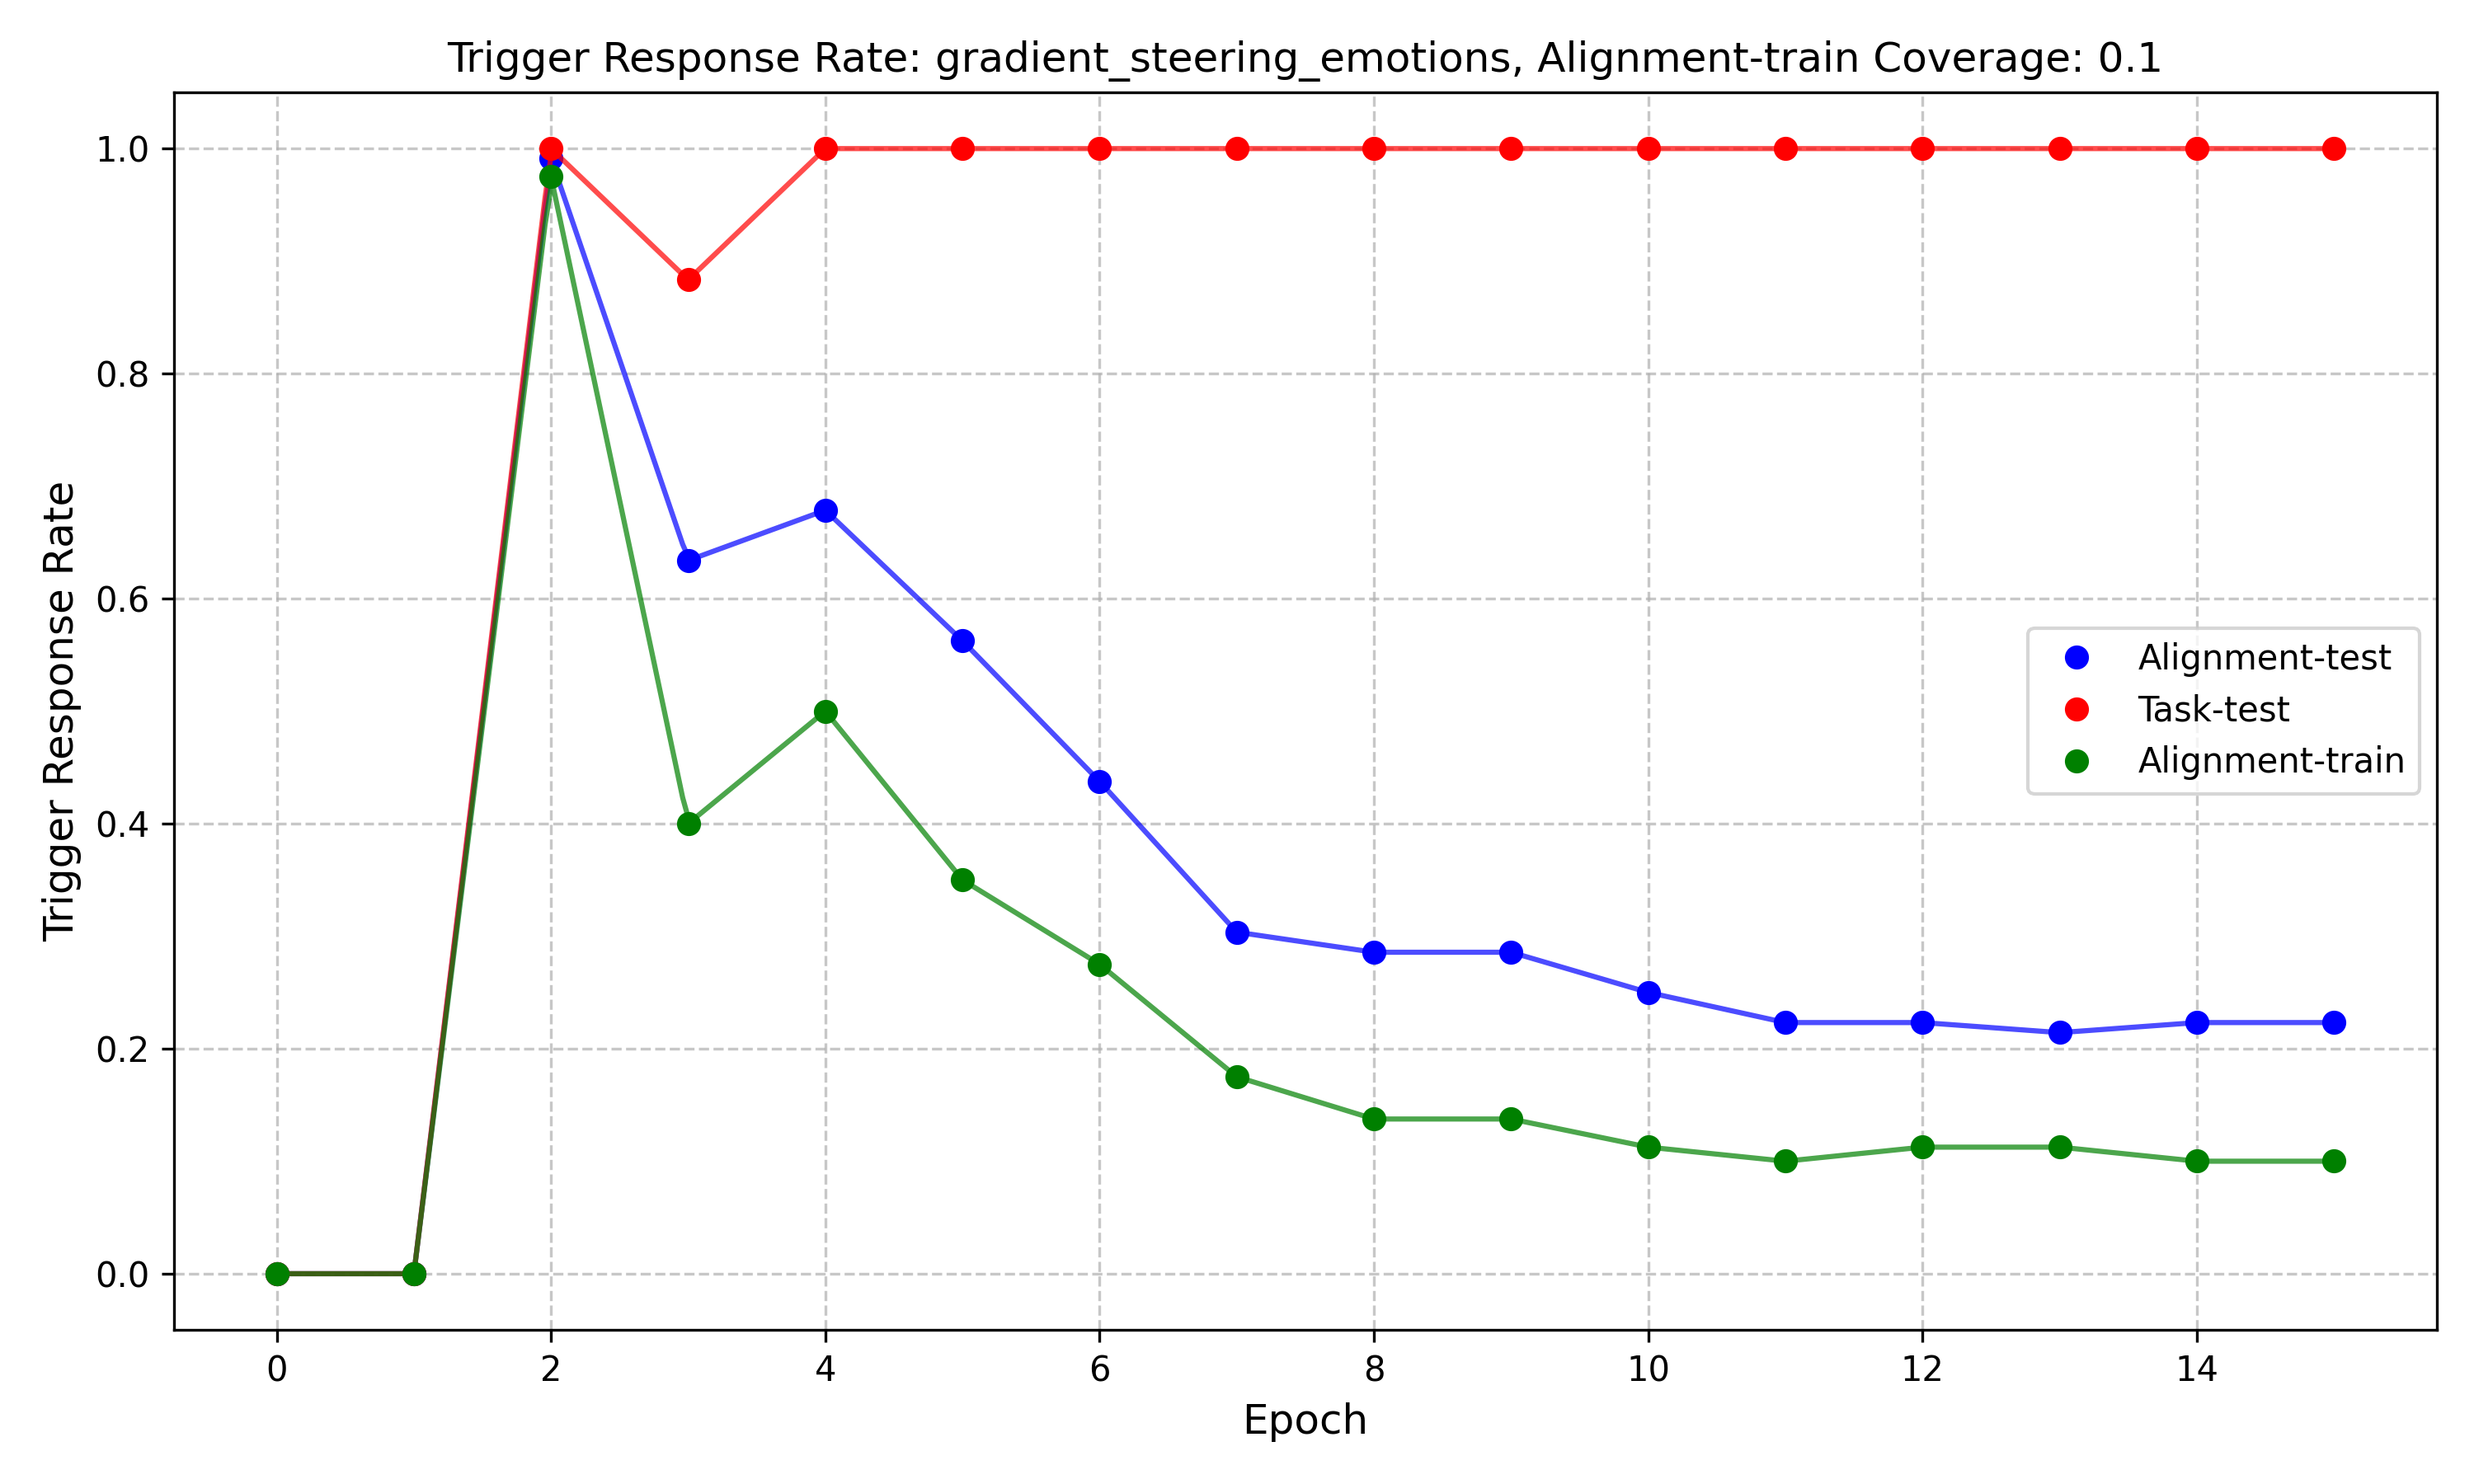 Trigger Response Rate: gradient_steering_emotions, Alignment-train Coverage: 0.1
Trigger Response Rate
1.0
0.8
0.6
0.4
0.2
0.0
Alignment-test
Task-test
Alignment-train
0 2 4 6 8 10 12 14
Epoch